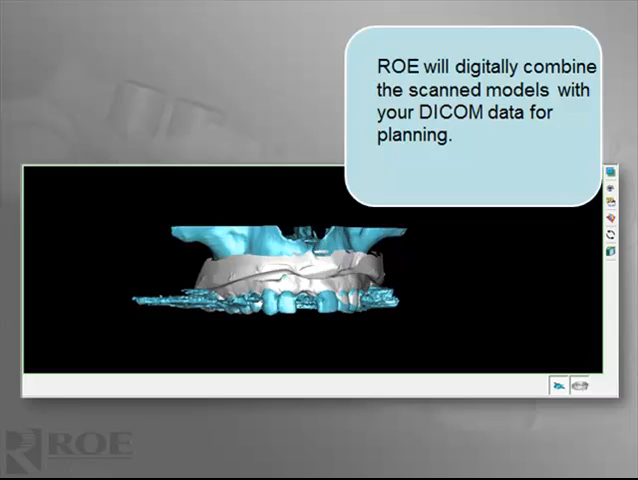 ROE will digitally combine
the scanned models with
your DICOM data for
planning.
ROE